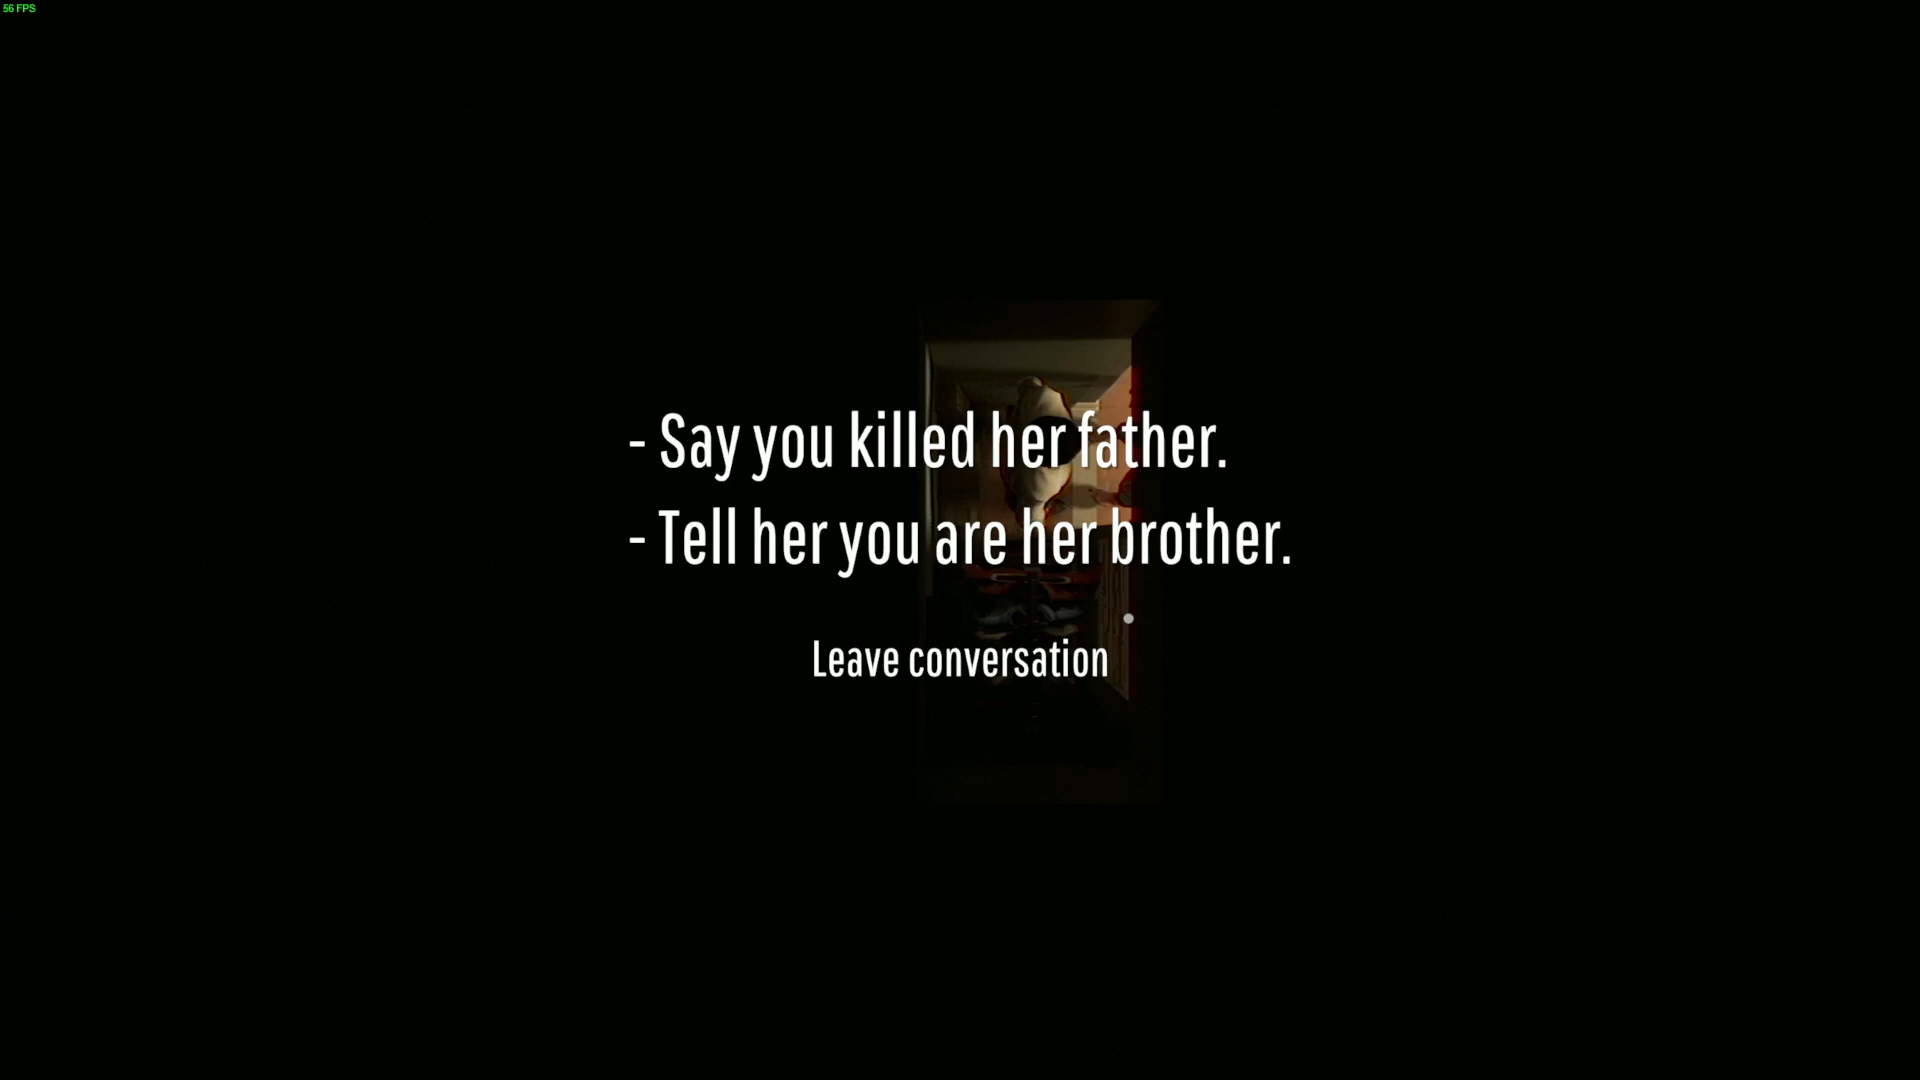 56 FPS
- Say you killed her father.
- Tell her you are her brother.
Leave conversation